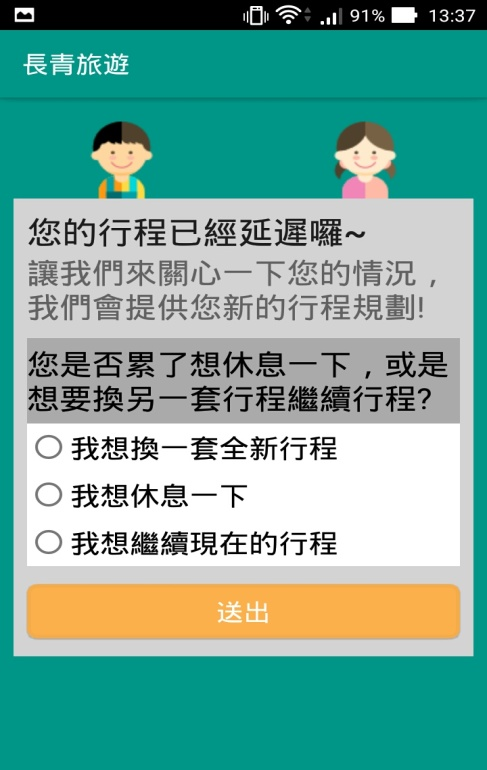 91% 13:37
長青旅遊
您的行程已經延遲囉~
讓我們來關心一下您的情況，
我們會提供您新的行程規劃!
您是否累了想休息一下，或是
想要換另一套行程繼續行程?
我想換一套全新行程
我想休息一下
我想繼續現在的行程
送出